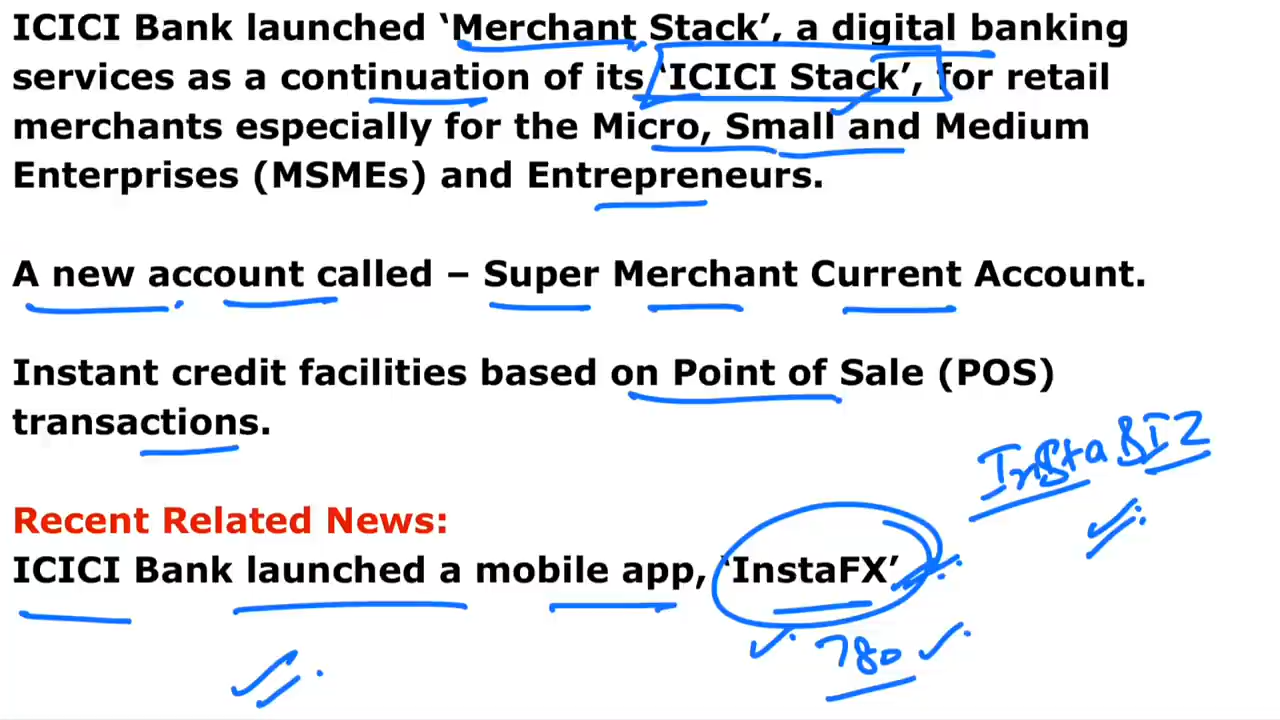 ICICI Bank launched ‘Merchant Stack’, a digital banking
services as a continuation of its ‘ICICI Stack’, for retail
merchants especially for the Micro, Small and Medium
Enterprises (MSMEs) and Entrepreneurs.
A new account called – Super Merchant Current Account.
Instant credit facilities based on Point of Sale (POS)
transactions.
InstaBIZ
Recent Related News:
ICICI Bank launched a mobile app, ‘InstaFX’
780